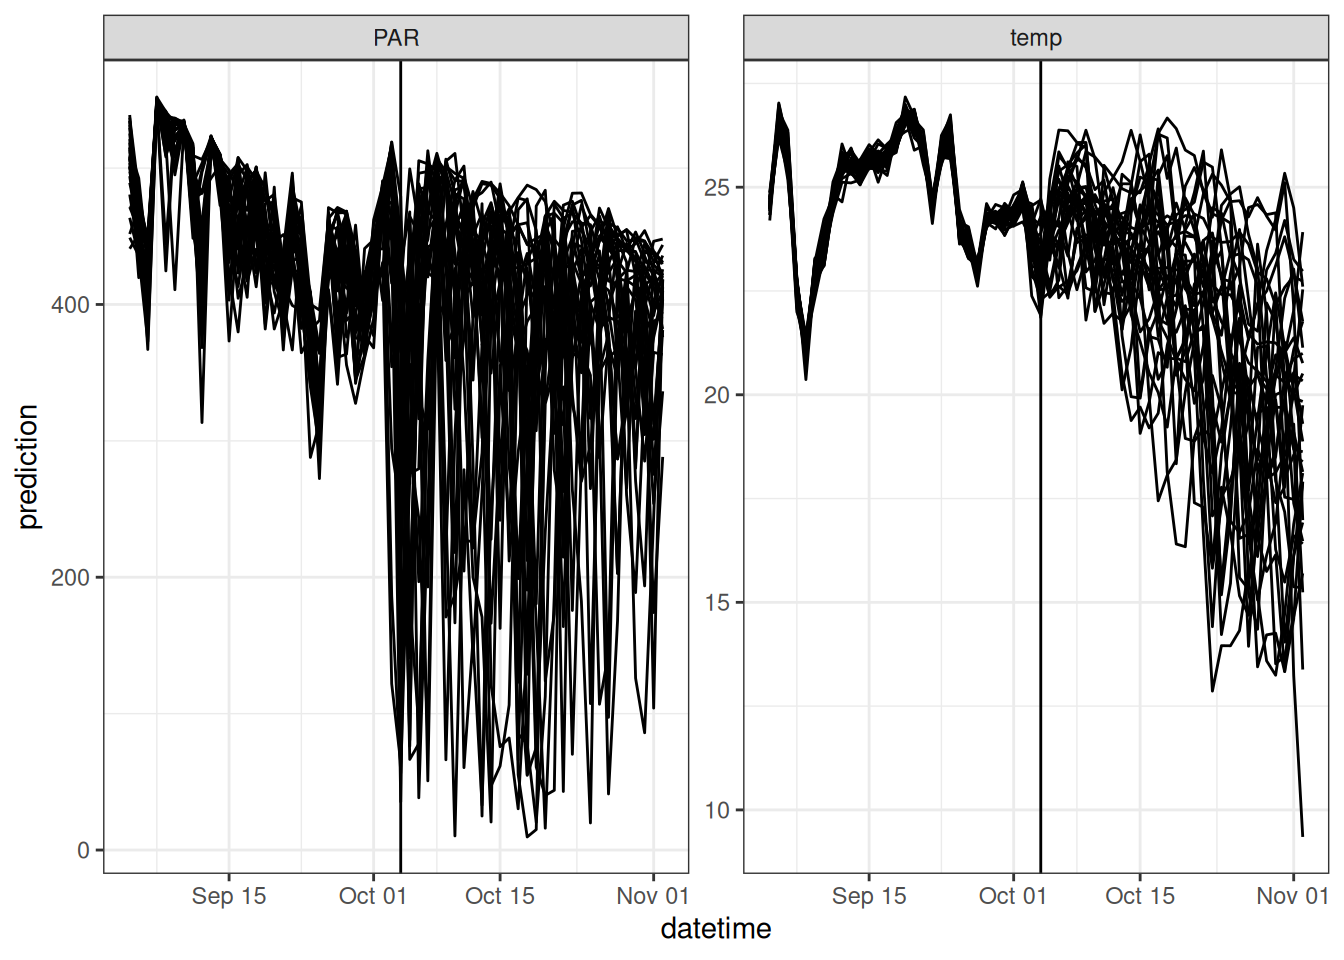 PAR
temp
prediction
400
200
0
25
20
15
10
Sep 15
Oct 01
Oct 15
Nov 01
Sep 15
Oct 01
Oct 15
Nov 01
datetime